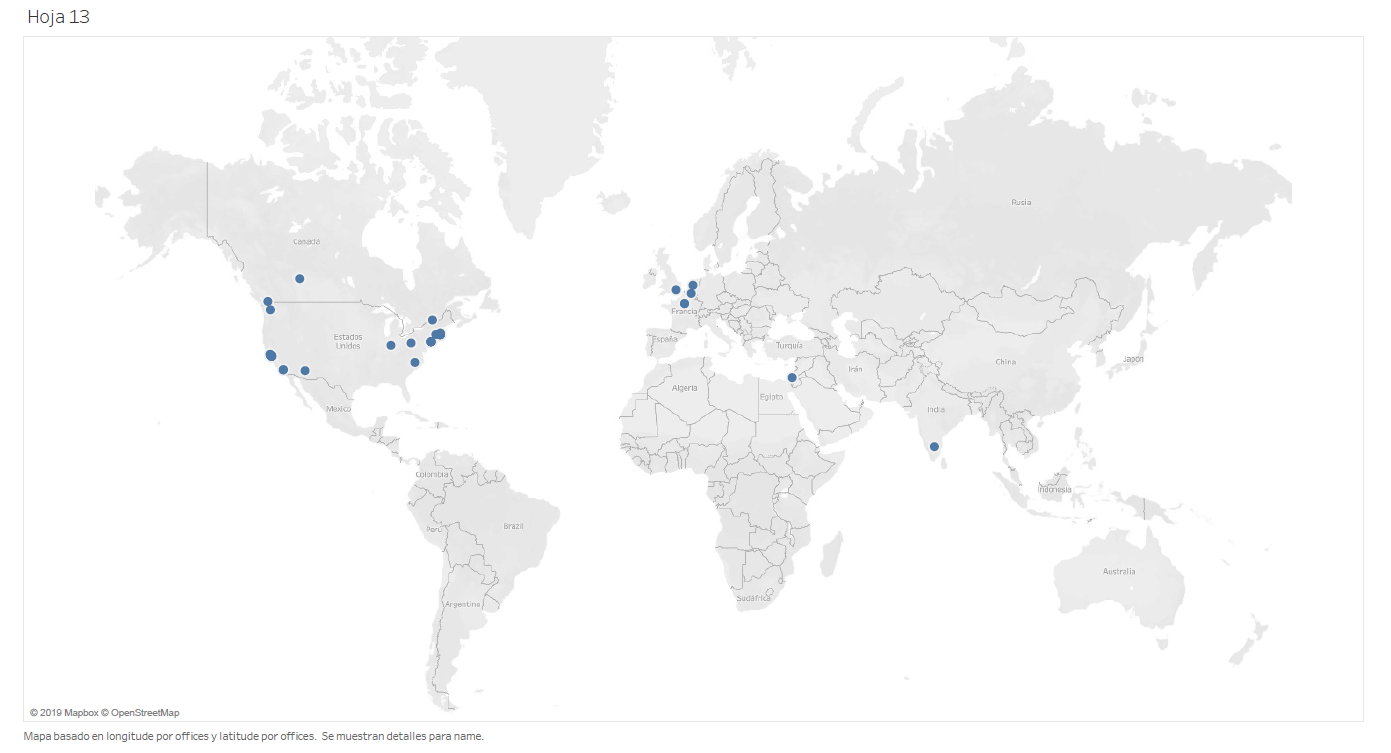 Hoja 13
Rusia
Canadá
Francia
Estados
Unidos
España
Turquía
China
Japón
Irán
Algeria
Egipto
México
India
Colombia
Indonesia
Perú
Brazil
Australia
Sudáfrica
Argentina
© 2019 Mapbox © OpenStreetMap
Mapa basado en longitude por offices y latitude por offices. Se muestran detalles para name.